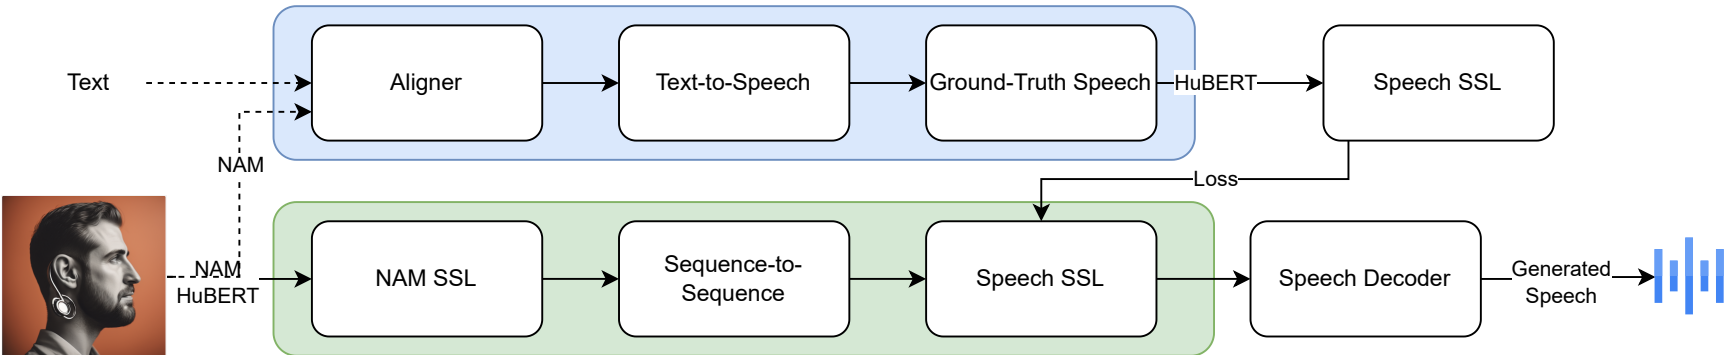 Text
Aligner
Text-to-Speech
Ground-Truth Speech
HuBERT
Speech SSL
NAM
Loss
NAM
HuBERT
NAM SSL
Sequence-to-
Sequence
Speech SSL
Speech Decoder
Generated
Speech